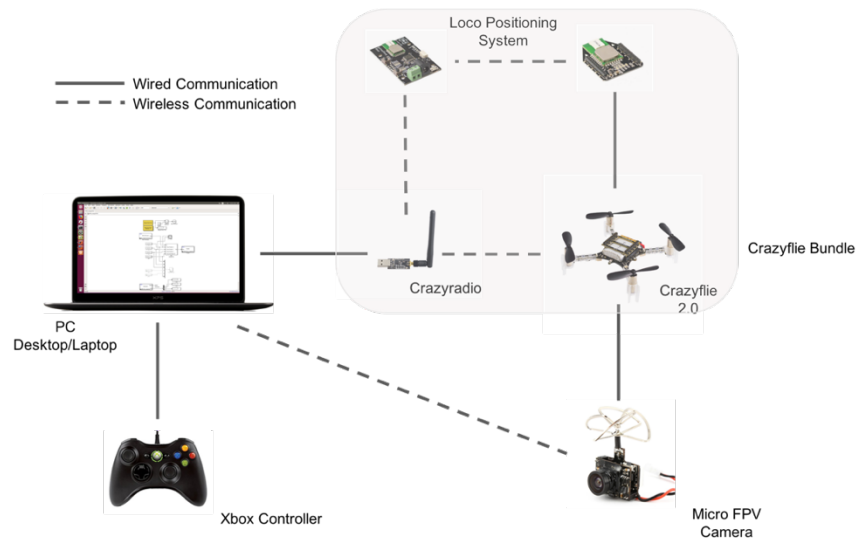 Loco Positioning
System
Wired Communication
Wireless Communication
Crazyflie Bundle
Crazyradio
Crazyflie
2.0
PC
Desktop/Laptop
Xbox Controller
Micro FPV
Camera